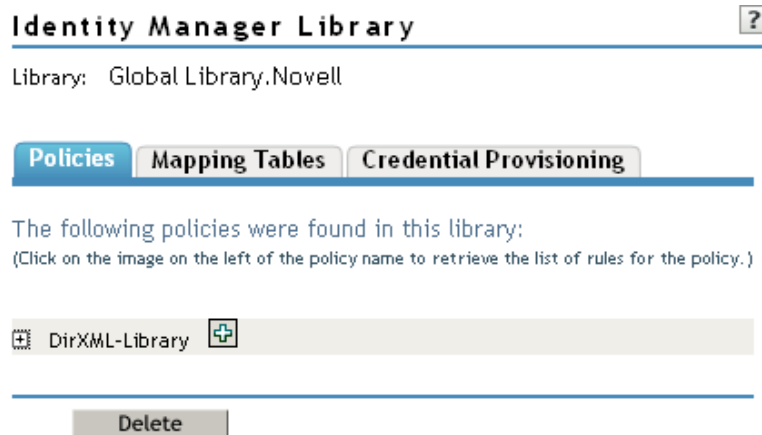 Identity Manager Library
?
Library: Global Library.Novell
Policies Mapping Tables Credential Provisioning
The following policies were found in this library:
(Click on the image on the left of the policy name to retrieve the list of rules for the policy.)
DirXML-Library
Delete